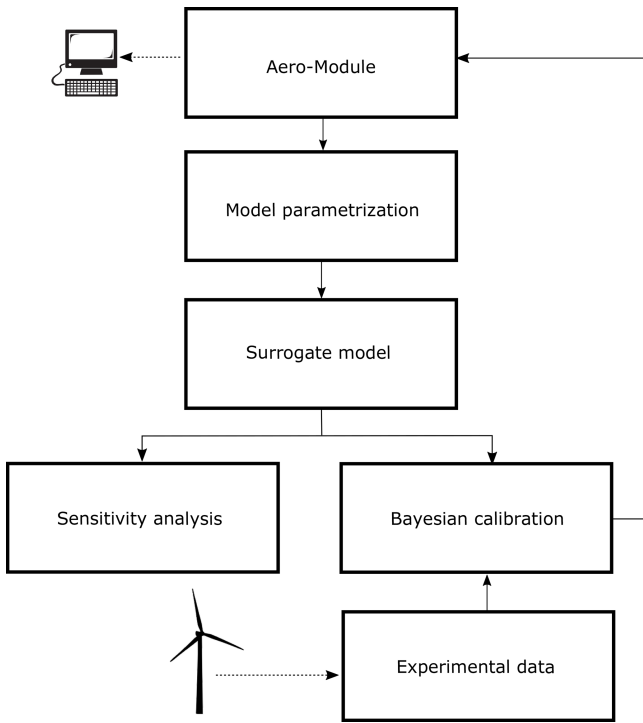 Aero-Module
Model parametrization
Surrogate model
Sensitivity analysis
Bayesian calibration
Experimental data